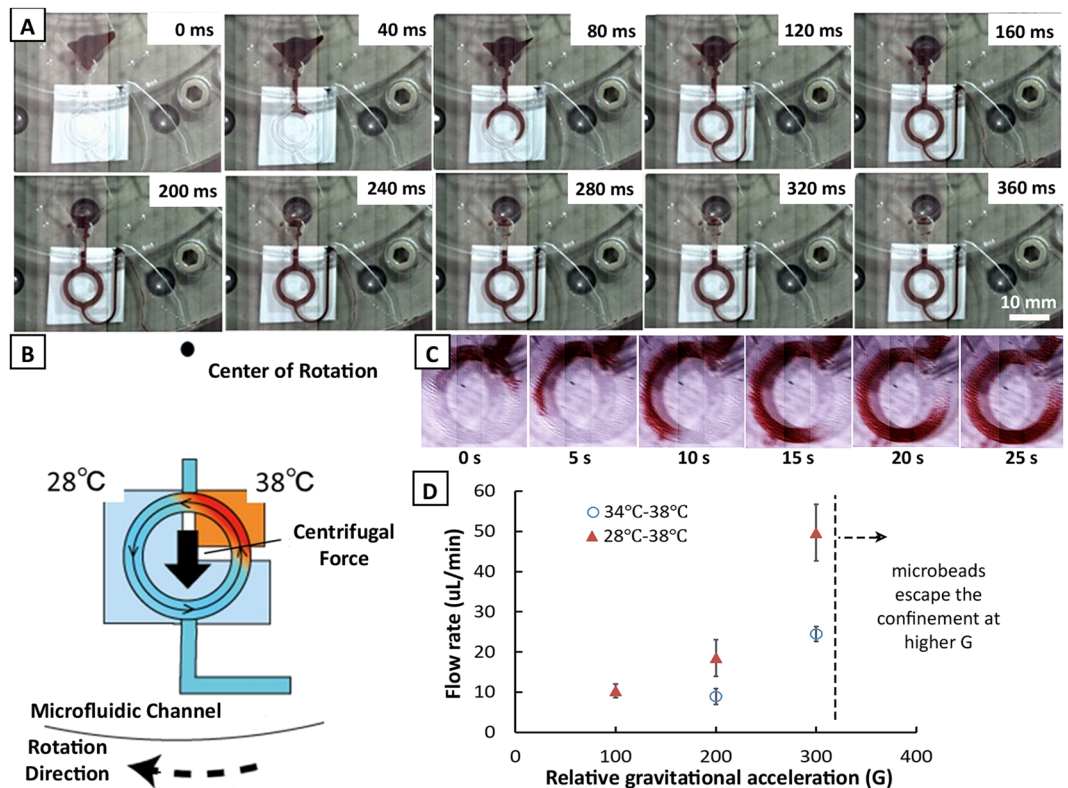 A
0 ms
40 ms
80 ms
120 ms
160 ms
200 ms
240 ms
280 ms
320 ms
360 ms
10 mm
B
Center of Rotation
28℃
38℃
Centrifugal
Force
Microfluidic Channel
Rotation
Direction
C
0 s
5 s
10 s
15 s
20 s
25 s
D
60
50
40
30
20
10
0
Flow rate (uL/min)
34℃-38℃
28℃-38℃
microbeads
escape the
confinement at
higher G
0
100
200
300
400
Relative gravitational acceleration (G)